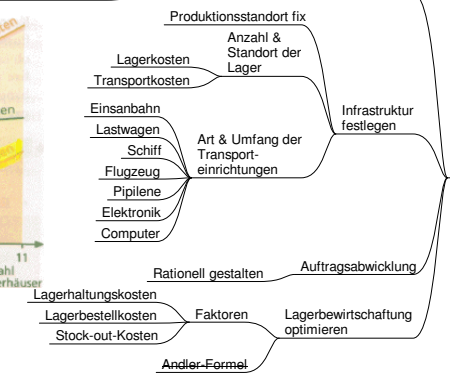 Produktionsstandort fix
Anzahl &
Standort der
Lager
Lagerkosten
Transportkosten
Einsanbahn
Lastwagen
Schiff
Flugzeug
Pipilene
Elektronik
Computer
Art & Umfang der
Transport-
einrichtungen
Infrastruktur
festlegen
Rationell gestalten
Auftragsabwicklung
Lagerhaltungskosten
Lagerbestellkosten
Stock-out-Kosten
Faktoren
Andler-Formel
Lagerbewirtschaftung
optimieren
11